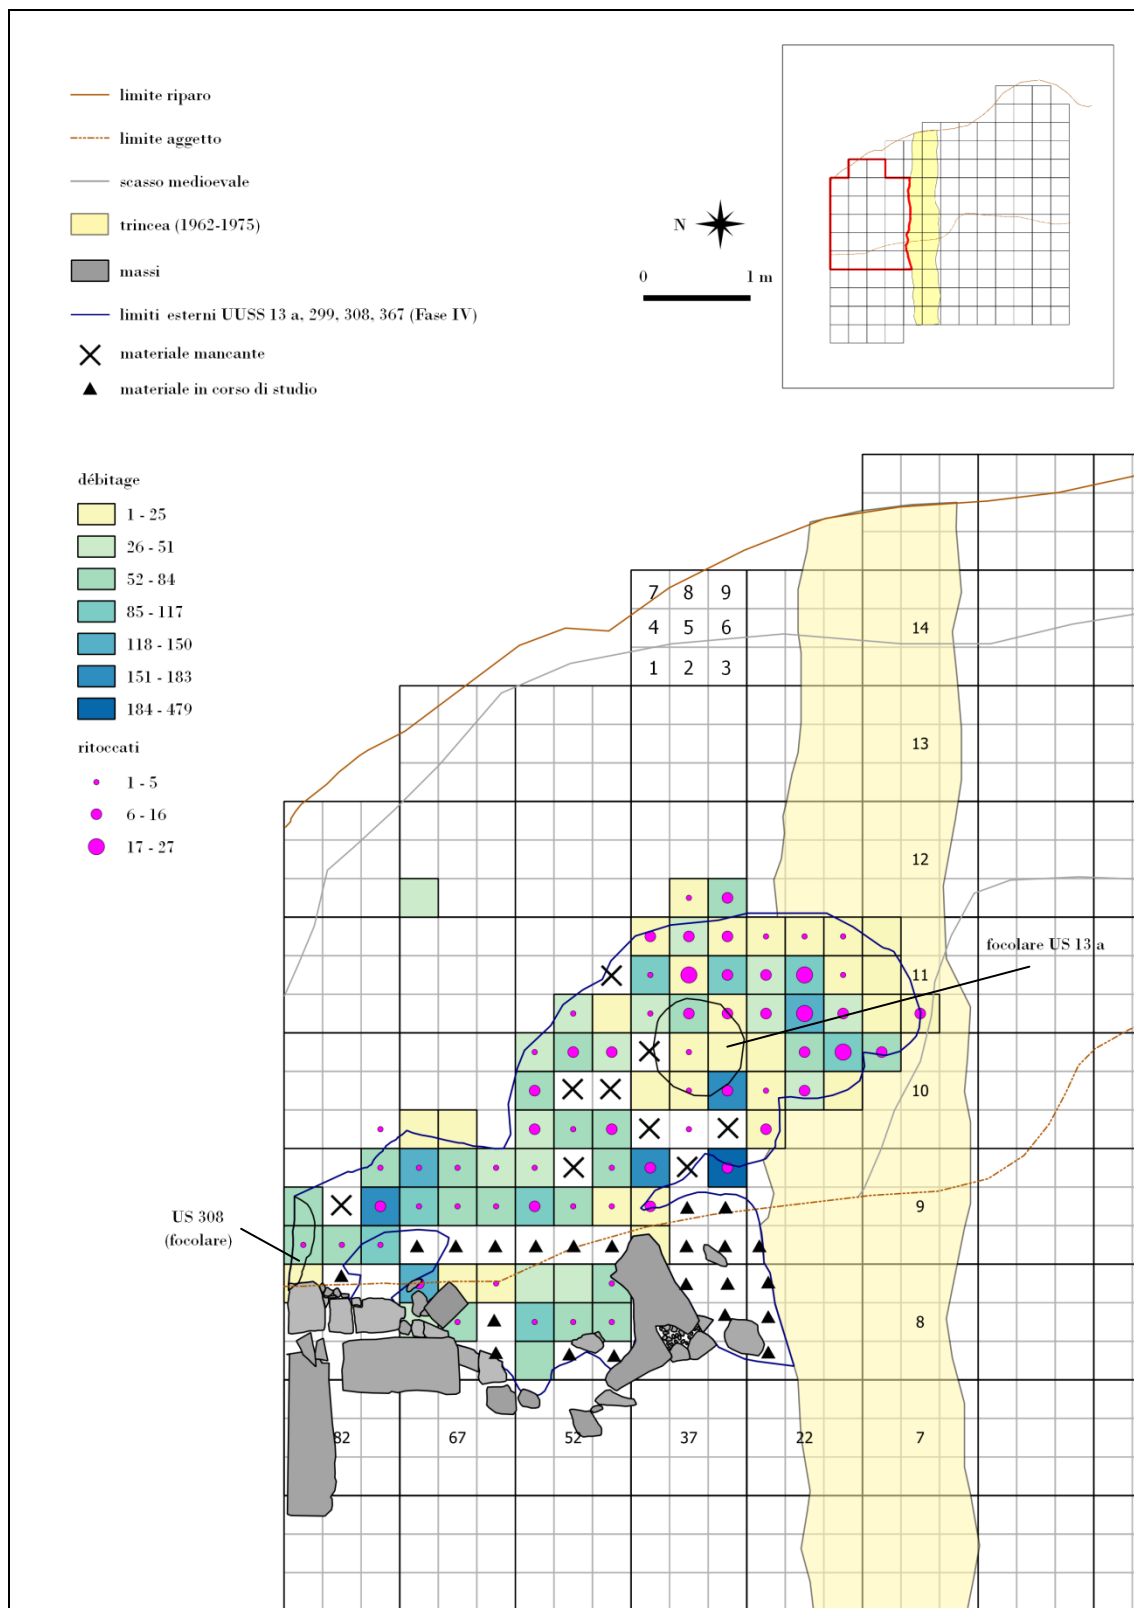 limite riparo
limite aggetto
scasso medioevale
trincea (1962-1975)
massi
limiti esterni UUSS 13 a, 299, 308, 367 (Fase IV)
materiale mancante
materiale in corso di studio
N
0 1 m
débitage
1 - 25
26 - 51
52 - 84
85 - 117
118 - 150
151 - 183
184 - 479
ritoccati
1 - 5
6 - 16
17 - 27
7 8 9
4 5 6
1 2 3
14
13
12
focolare US 13 a
11
10
9
US 308
(focolare)
8
82 67 52 37 22 7